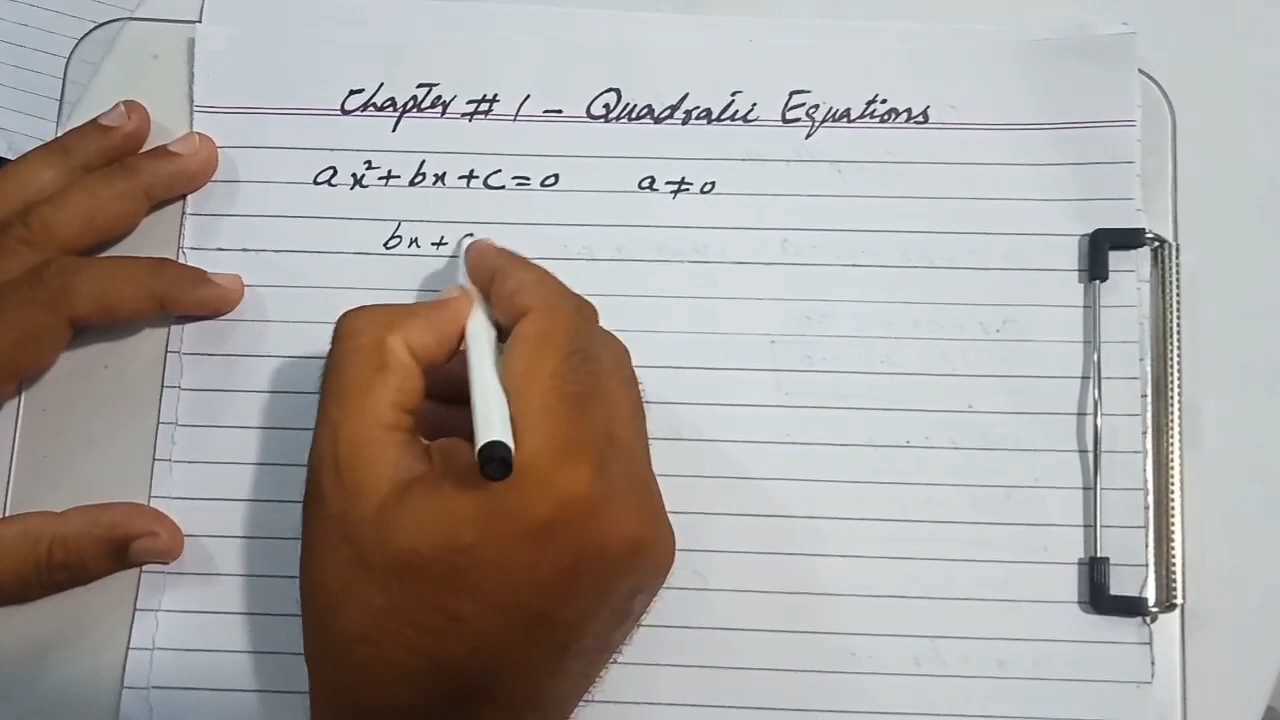 Chapter # 1 - Quadratic Equations
ax²+bx+c=0 a≠0
bx+c